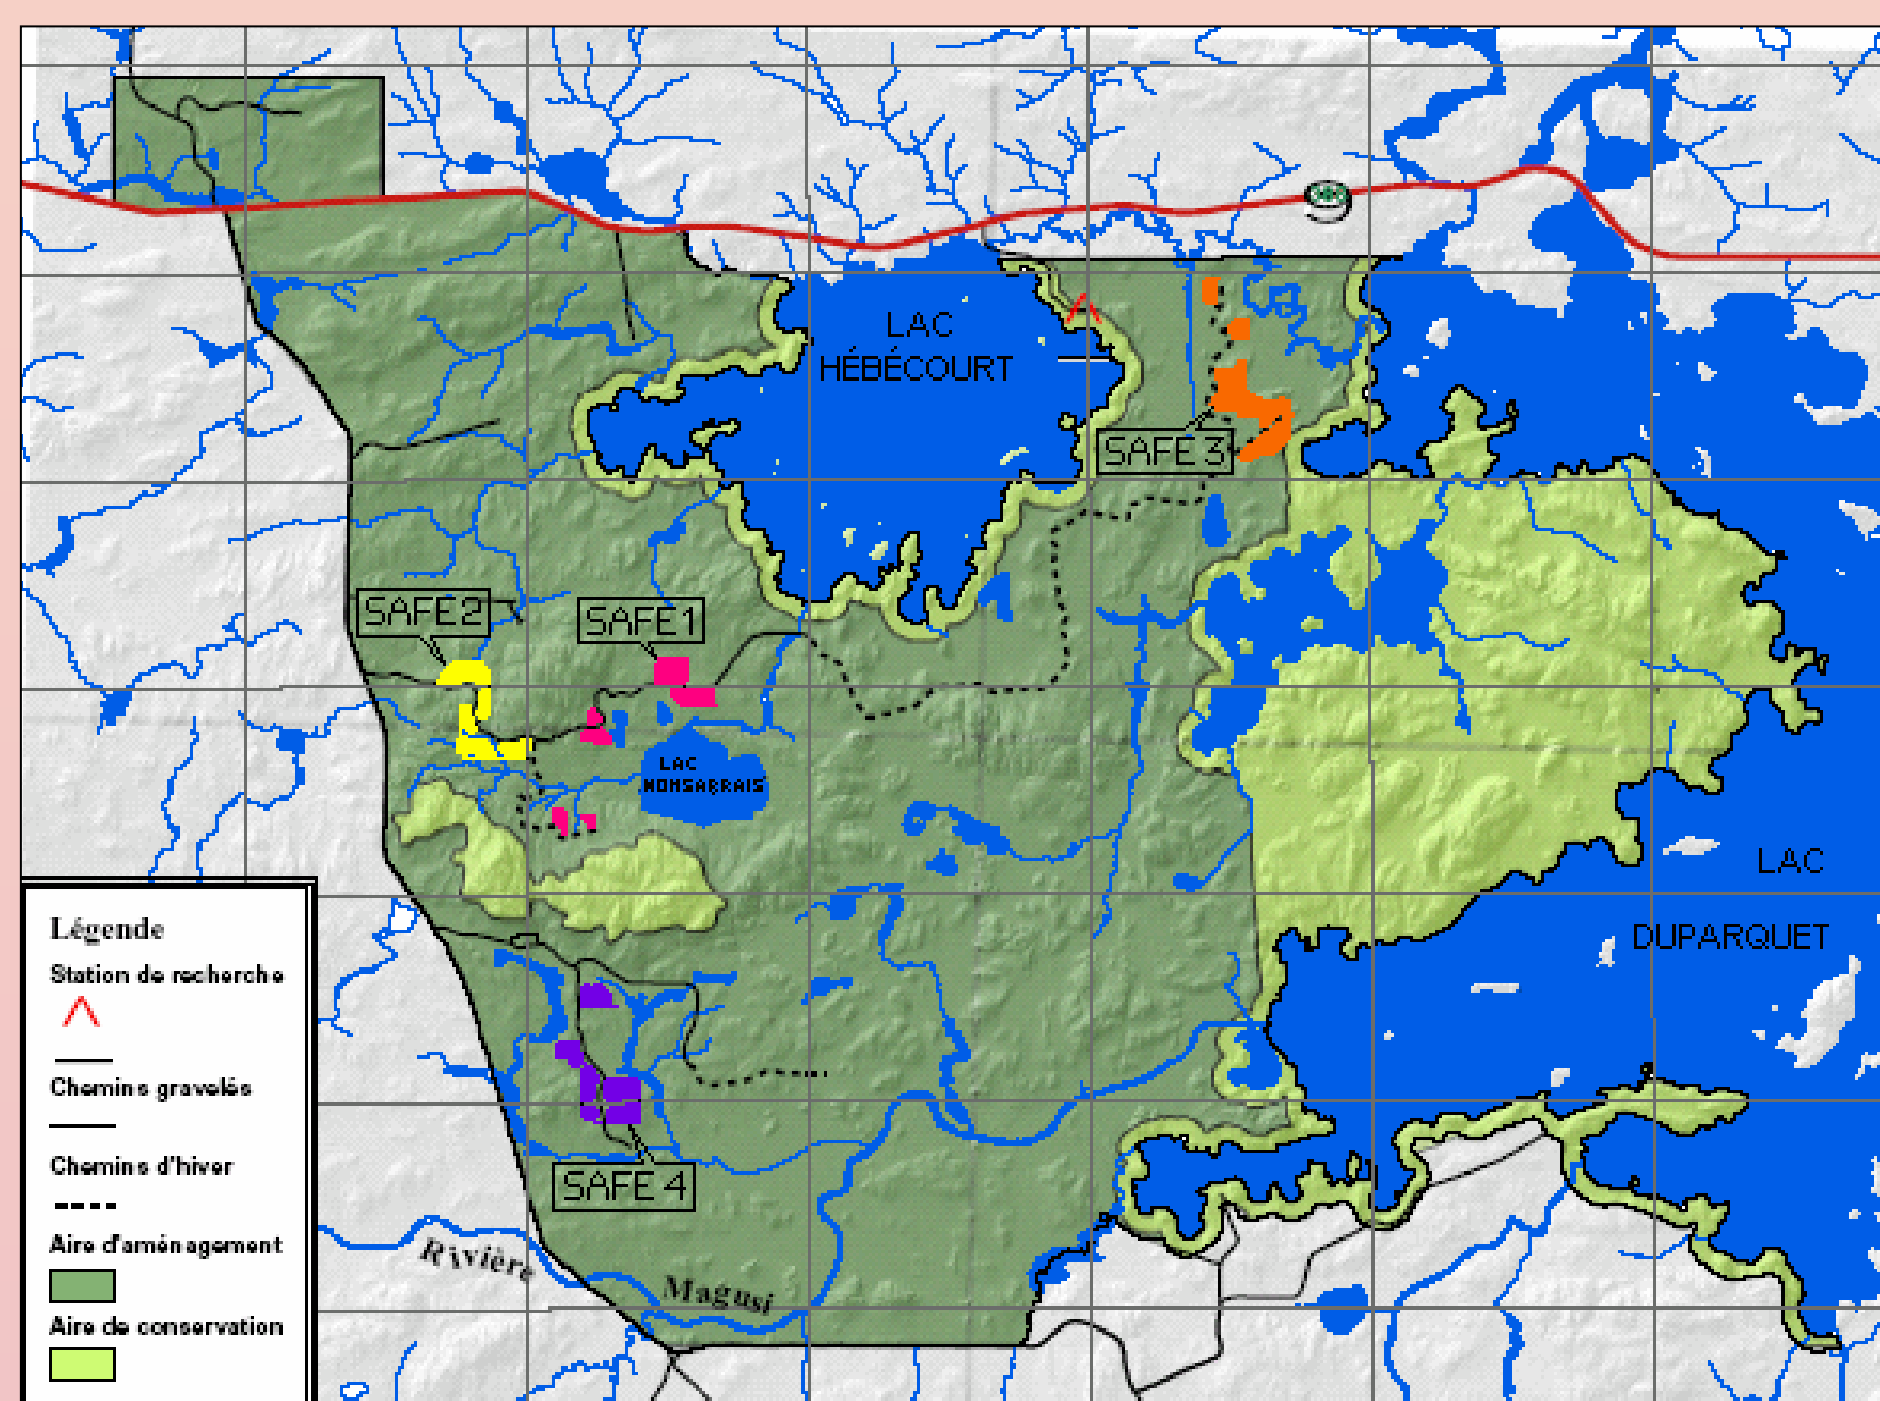 LAC
HÉBÉCOURT
SAFE 3
SAFE2
SAFE1
LAC
MONSARRAIS
LAC
DUPARQUET
SAFE 4
Rivière
Magusi
Légende
Station de recherche
Chemins gravelés
Chemins d'hiver
Aire d'aménagement
Aire de conservation